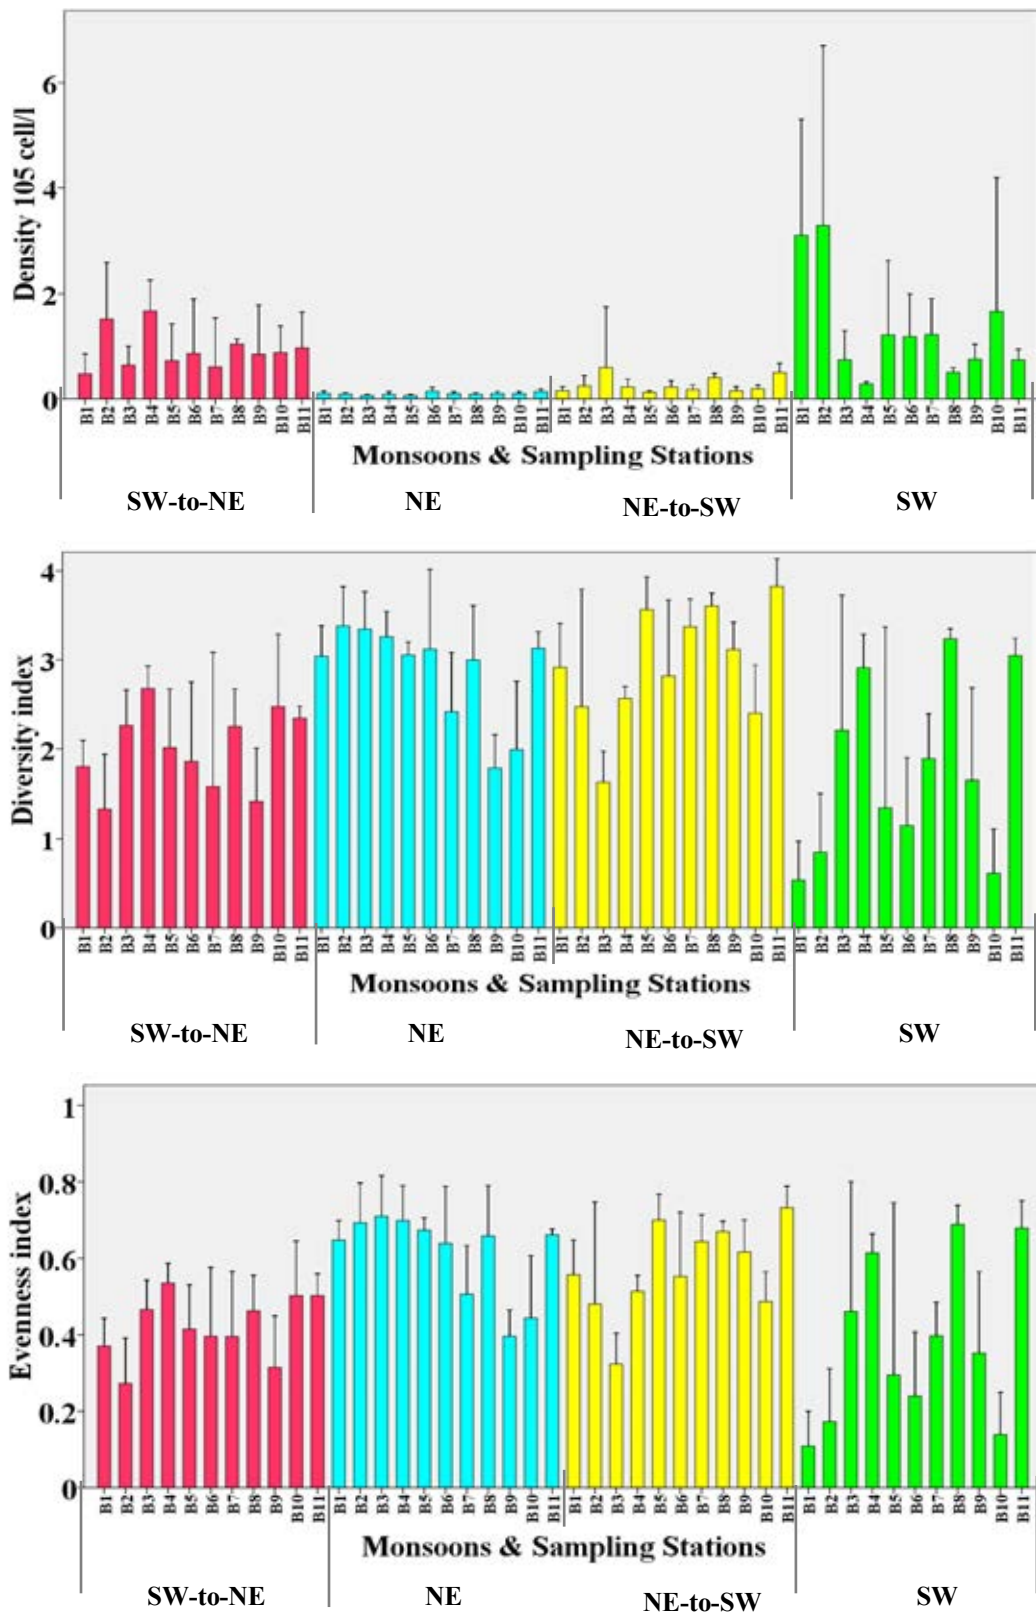 Density 105 cell/l
6
4
2
0
B1 B2 B3 B4 B5 B6 B7 B8 B9 B10 B11 B1 B2 B3 B4 B5 B6 B7 B8 B9 B10 B11 B1 B2 B3 B4 B5 B6 B7 B8 B9 B10 B11 B1 B2 B3 B4 B5 B6 B7 B8 B9 B10 B11
Monsoons & Sampling Stations
SW-to-NE NE NE-to-SW SW
Diversity index
4
3
2
1
0
B1 B2 B3 B4 B5 B6 B7 B8 B9 B10 B11 B1 B2 B3 B4 B5 B6 B7 B8 B9 B10 B11 B1 B2 B3 B4 B5 B6 B7 B8 B9 B10 B11 B1 B2 B3 B4 B5 B6 B7 B8 B9 B10 B11
Monsoons & Sampling Stations
SW-to-NE NE NE-to-SW SW
Evenness index
1
0.8
0.6
0.4
0.2
0
B1 B2 B3 B4 B5 B6 B7 B8 B9 B10 B11 B1 B2 B3 B4 B5 B6 B7 B8 B9 B10 B11 B1 B2 B3 B4 B5 B6 B7 B8 B9 B10 B11 B1 B2 B3 B4 B5 B6 B7 B8 B9 B10 B11
Monsoons & Sampling Stations
SW-to-NE NE NE-to-SW SW